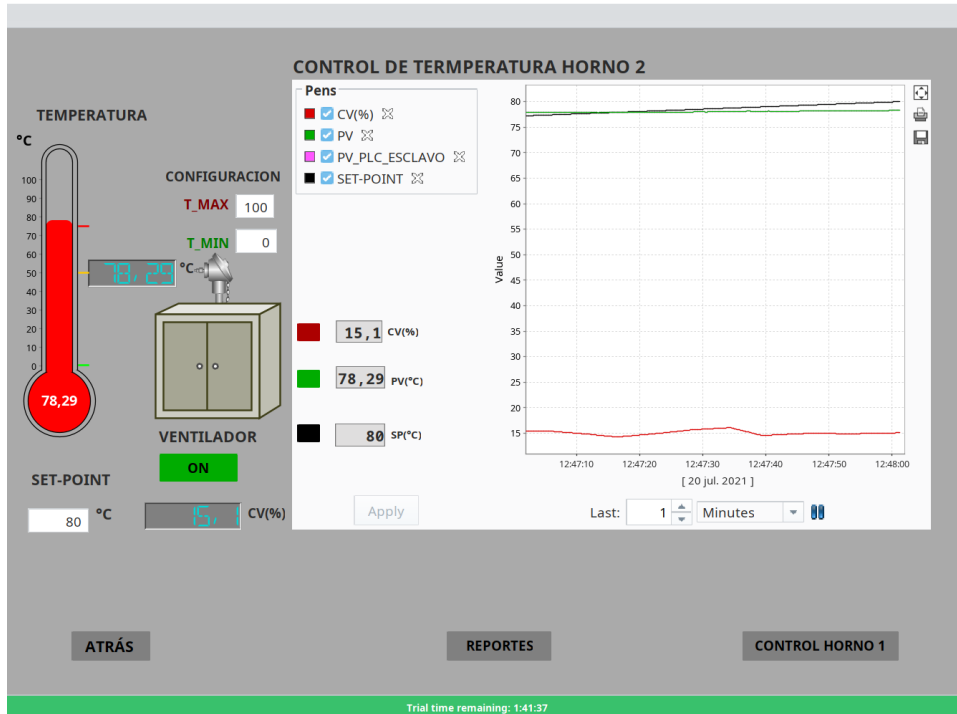 CONTROL DE TERMPERATURA HORNO 2
TEMPERATURA
°C
100
90
80
70
60
50
40
30
20
10
0
78,29
CONFIGURACION
T_MAX 100
T_MIN 0
78,29 °C
VENTILADOR
ON
SET-POINT
80 °C
15,1 CV(%)
Pens
CV(%)
PV
PV_PLC_ESCLAVO
SET-POINT
15,1 CV(%)
78,29 PV(°C)
80 SP(°C)
Apply
Value
80
75
70
65
60
55
50
45
40
35
30
25
20
15
12:47:10 12:47:20 12:47:30 12:47:40 12:47:50 12:48:00
[ 20 jul. 2021 ]
Last: 1 Minutes
ATRÁS
REPORTES
CONTROL HORNO 1
Trial time remaining: 1:41:37